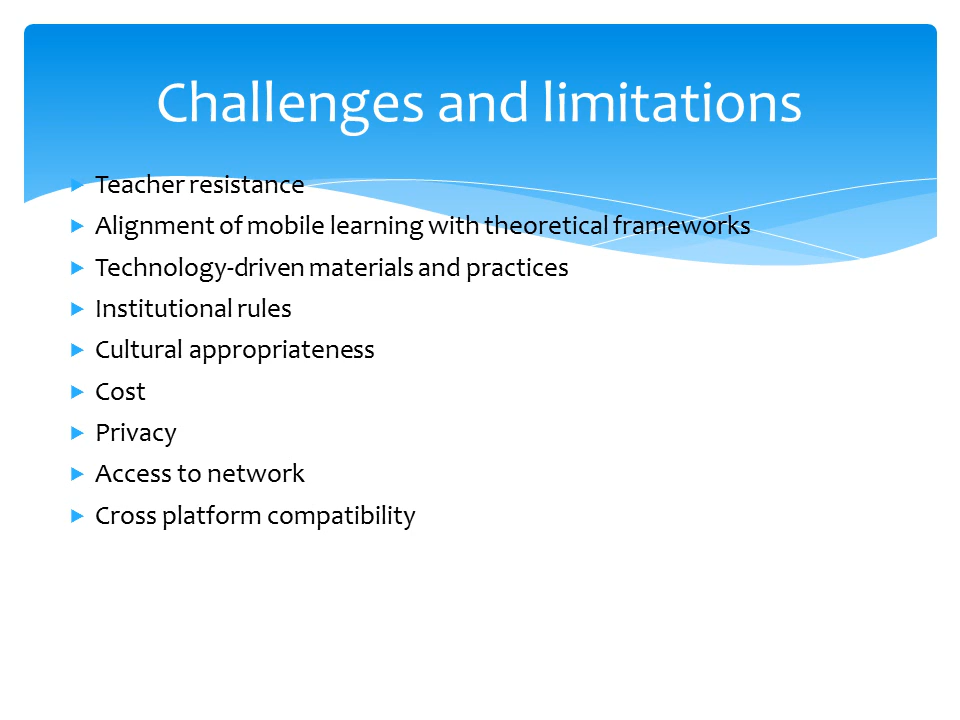 Challenges and limitations
Teacher resistance
Alignment of mobile learning with theoretical frameworks
Technology-driven materials and practices
Institutional rules
Cultural appropriateness
Cost
Privacy
Access to network
Cross platform compatibility